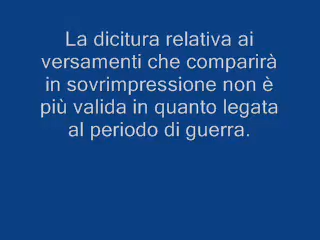 La dicitura relativa ai
versamenti che comparirà
in sovrimpressione non è
più valida in quanto legata
al periodo di guerra.